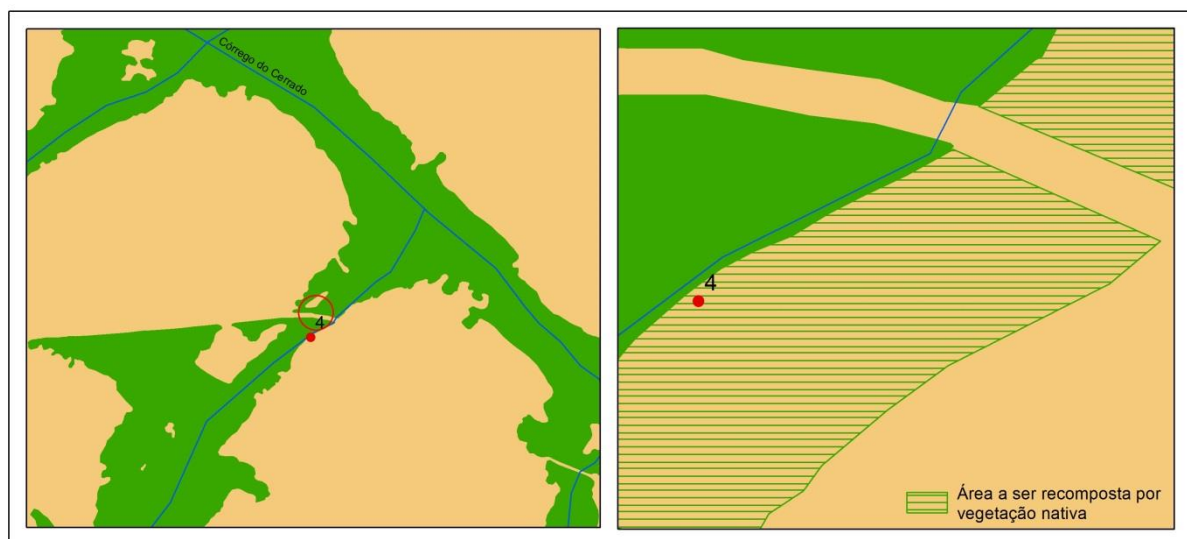 Córrego do Cerrado
4
4
Área a ser recomposta por
vegetação nativa